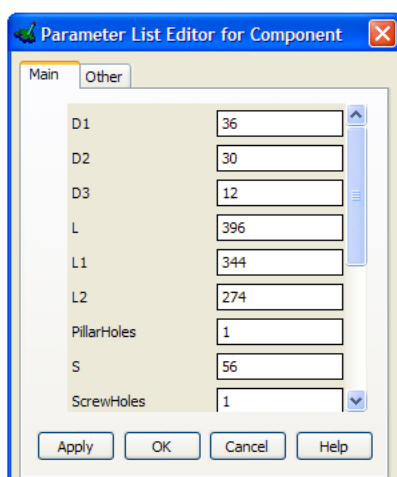 Parameter List Editor for Component
Main Other
D1 36
D2 30
D3 12
L 396
L1 344
L2 274
PillarHoles 1
S 56
ScrewHoles 1
Apply OK Cancel Help